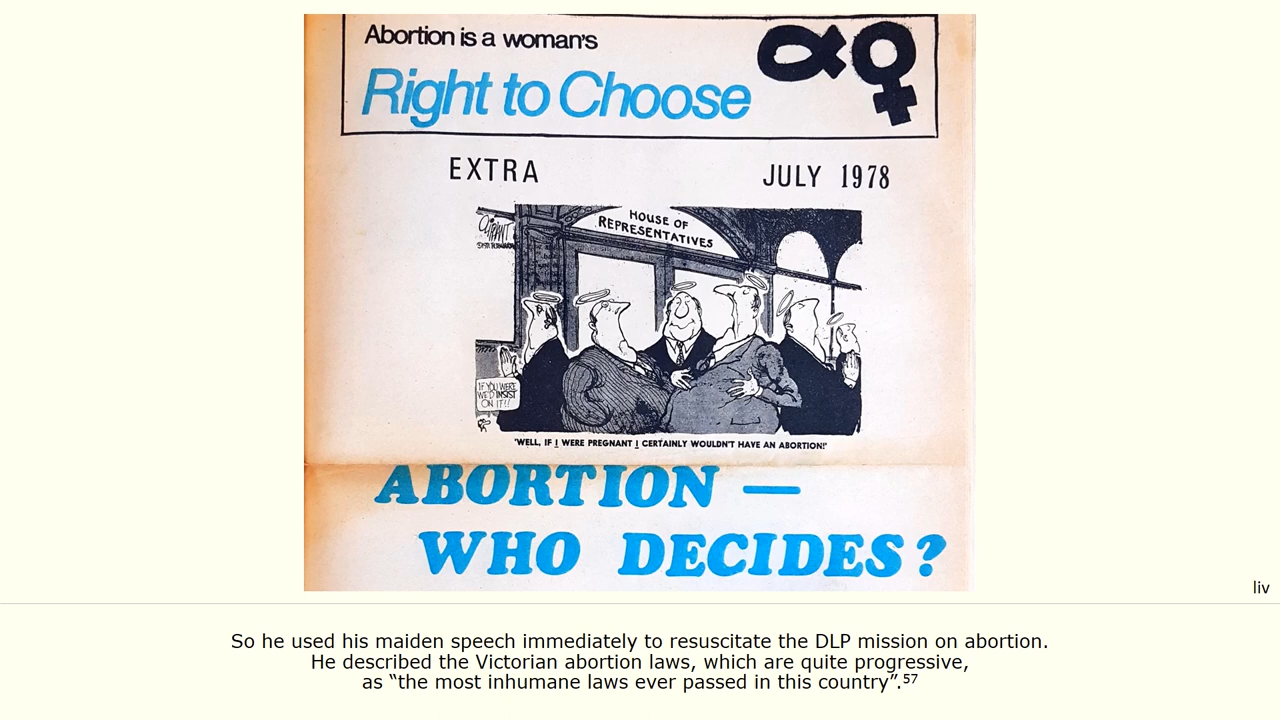 Abortion is a woman's
Right to Choose
EXTRA JULY 1978
HOUSE OF
REPRESENTATIVES
OLIPHANT
IF YOU WERE
WE'D INSIST
ON IT!!
'WELL, IF I WERE PREGNANT I CERTAINLY WOULDN'T HAVE AN ABORTION!'
ABORTION —
WHO DECIDES?
liv
So he used his maiden speech immediately to resuscitate the DLP mission on abortion.
He described the Victorian abortion laws, which are quite progressive,
as “the most inhumane laws ever passed in this country”.57